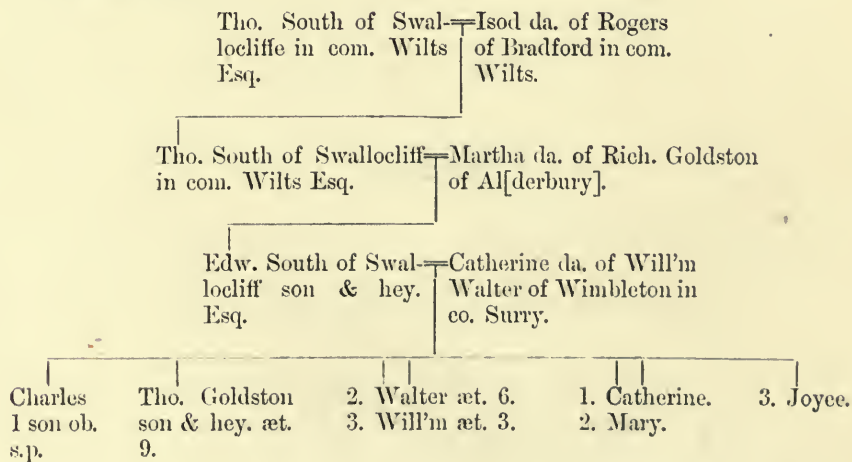 Tho. South of Swal-
locliffe in com. Wilts
Esq.
Isod da. of Rogers
of Bradford in com.
Wilts.
Tho. South of Swallocliff
in com. Wilts Esq.
Martha da. of Rich. Goldston
of Al[derbury].
Edw. South of Swal-
locliff son & hey.
Esq.
Catherine da. of Will'm
Walter of Wimbleton in
co. Surry.
Charles
1 son ob.
s.p.
Tho. Goldston
son & hey. æt.
9.
2. Walter æt. 6.
3. Will'm æt. 3.
1. Catherine.
2. Mary.
3. Joyce.